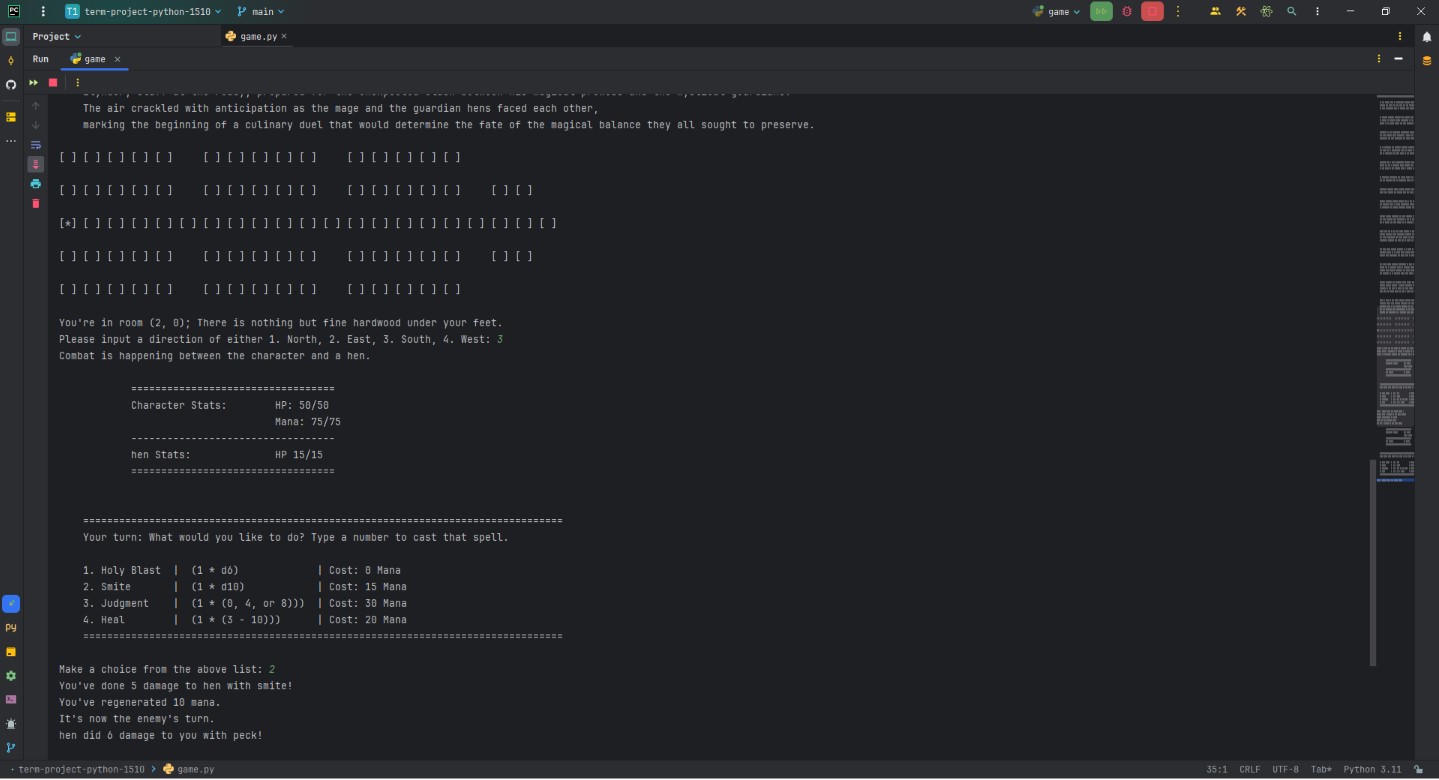 PC
T1 term-project-python-1510
main
game
Project
game.py
Run
game
The air crackled with anticipation as the mage and the guardian hens faced each other,
marking the beginning of a culinary duel that would determine the fate of the magical balance they all sought to preserve.
[ ] [ ] [ ] [ ] [ ]     [ ] [ ] [ ] [ ] [ ]     [ ] [ ] [ ] [ ] [ ]
[ ] [ ] [ ] [ ] [ ]     [ ] [ ] [ ] [ ] [ ]     [ ] [ ] [ ] [ ] [ ]     [ ] [ ]
[*] [ ] [ ] [ ] [ ] [ ] [ ] [ ] [ ] [ ] [ ] [ ] [ ] [ ] [ ] [ ] [ ] [ ] [ ] [ ] [ ]
[ ] [ ] [ ] [ ] [ ]     [ ] [ ] [ ] [ ] [ ]     [ ] [ ] [ ] [ ] [ ]     [ ] [ ]
[ ] [ ] [ ] [ ] [ ]     [ ] [ ] [ ] [ ] [ ]     [ ] [ ] [ ] [ ] [ ]
You're in room (2, 0); There is nothing but fine hardwood under your feet.
Please input a direction of either 1. North, 2. East, 3. South, 4. West: 3
Combat is happening between the character and a hen.
==================================
Character Stats:        HP: 50/50
Mana: 75/75
----------------------------------
hen Stats:              HP 15/15
==================================
================================================================================
Your turn: What would you like to do? Type a number to cast that spell.
1. Holy Blast  |  (1 * d6)             | Cost: 0 Mana
2. Smite       |  (1 * d10)            | Cost: 15 Mana
3. Judgment    |  (1 * (0, 4, or 8)))  | Cost: 30 Mana
4. Heal        |  (1 * (3 - 10)))      | Cost: 20 Mana
================================================================================
Make a choice from the above list: 2
You've done 5 damage to hen with smite!
You've regenerated 10 mana.
It's now the enemy's turn.
hen did 6 damage to you with peck!
py
term-project-python-1510 > game.py
35:1 CRLF UTF-8 Tab* Python 3.11